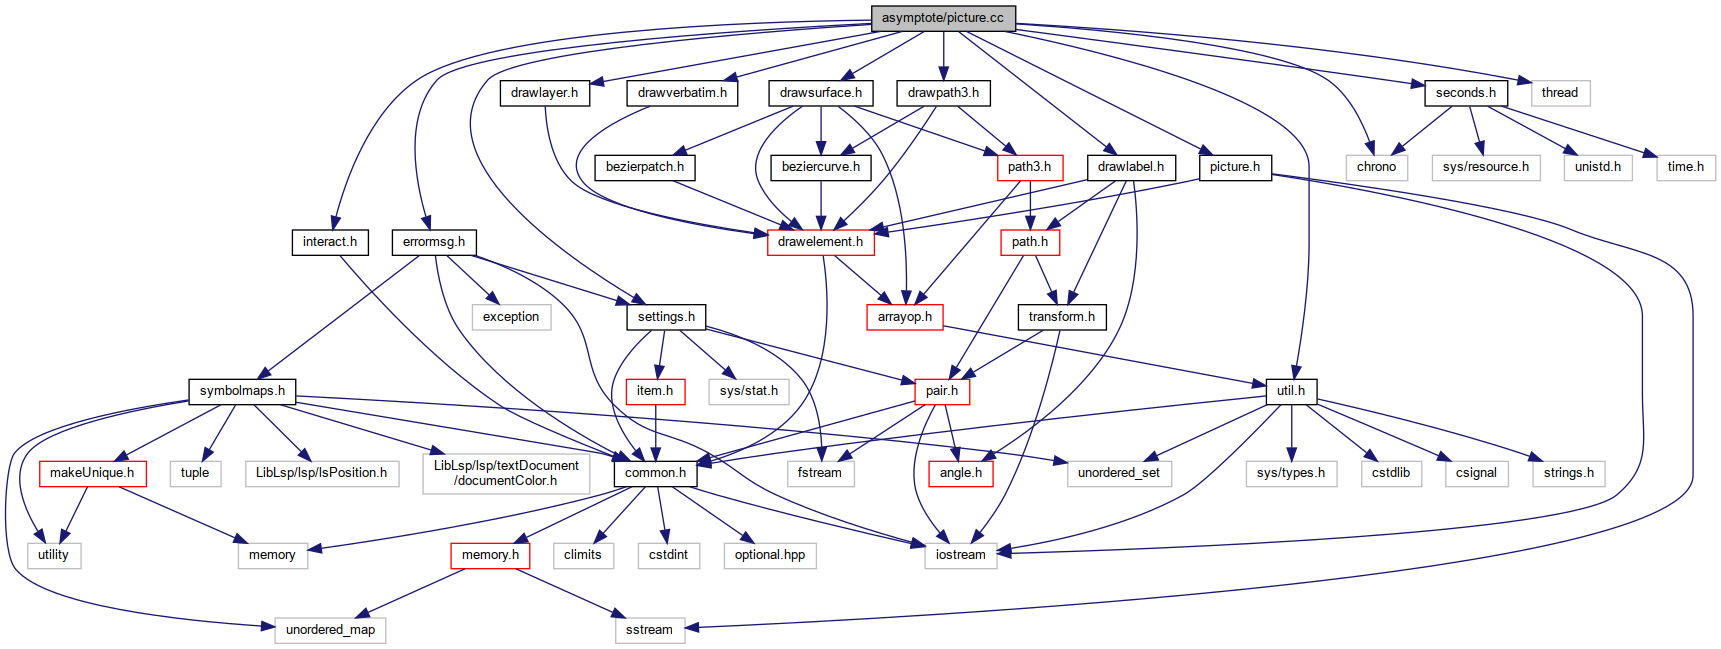 asymptote/picture.cc
drawlayer.h
drawverbatim.h
drawsurface.h
drawpath3.h
seconds.h
thread
bezierpatch.h
beziercurve.h
path3.h
drawlabel.h
picture.h
chrono
sys/resource.h
unistd.h
time.h
interact.h
errormsg.h
drawelement.h
path.h
exception
settings.h
arrayop.h
transform.h
symbolmaps.h
item.h
sys/stat.h
pair.h
util.h
makeUnique.h
tuple
LibLsp/lsp/lsPosition.h
LibLsp/lsp/textDocument
/documentColor.h
common.h
fstream
angle.h
unordered_set
sys/types.h
cstdlib
csignal
strings.h
utility
memory
memory.h
climits
cstdint
optional.hpp
iostream
unordered_map
sstream